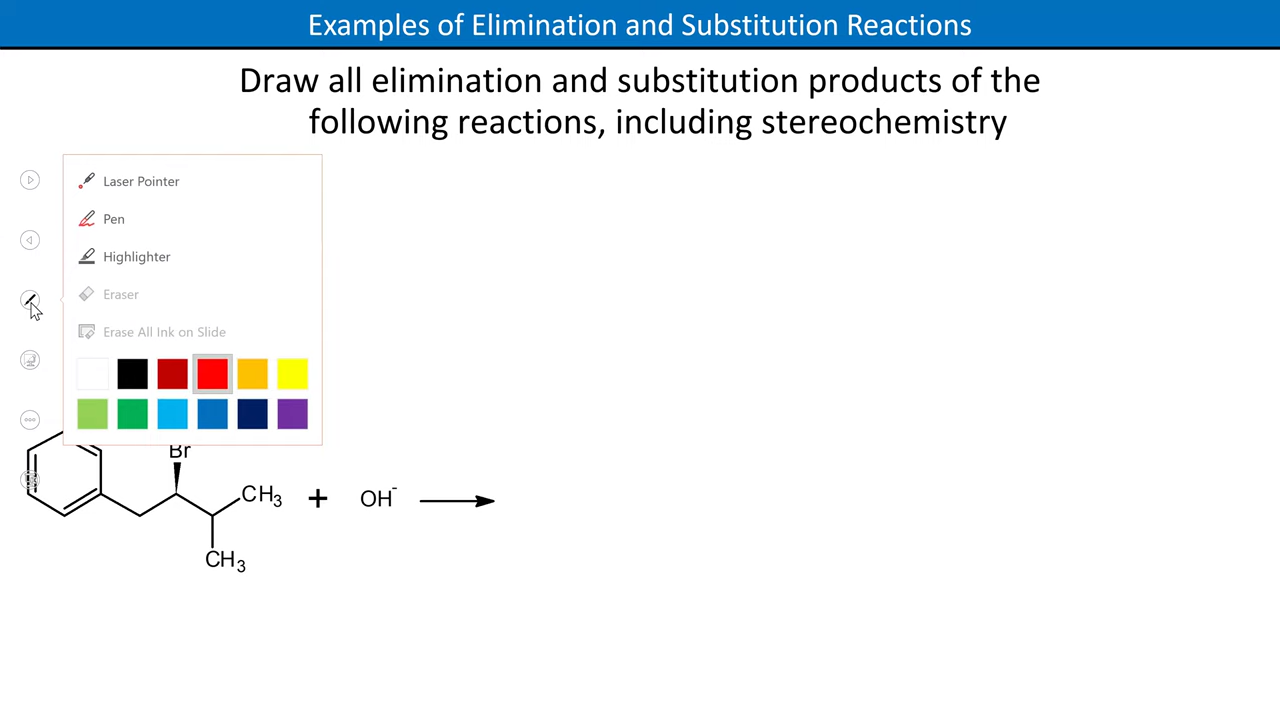 Examples of Elimination and Substitution Reactions
Draw all elimination and substitution products of the
following reactions, including stereochemistry
Laser Pointer
Pen
Highlighter
Eraser
Erase All Ink on Slide
Br
CH3 + OH-
CH3